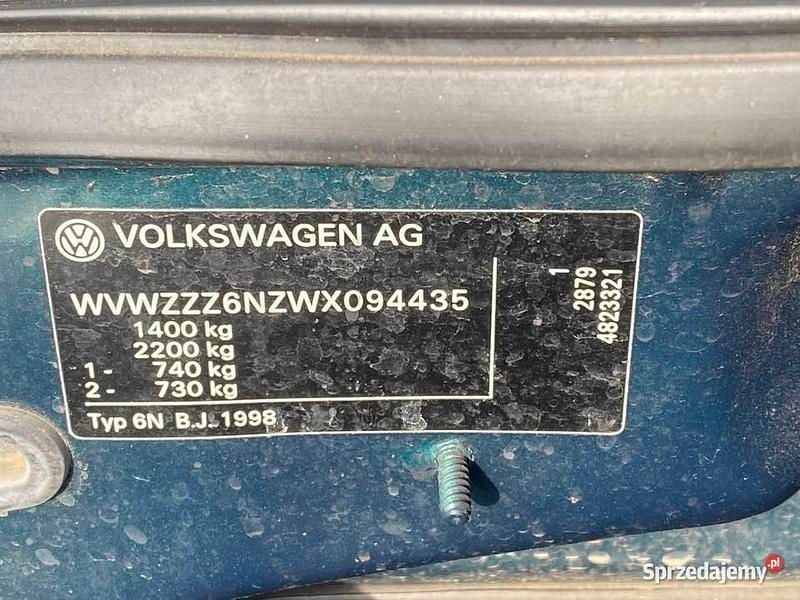 VOLKSWAGEN AG
WVWZZZ6NZWX094435
1400 kg
2200 kg
1- 740 kg
2- 730 kg
Typ 6N B.J. 1998
1
2879
4823321
Sprzedajemy.pl